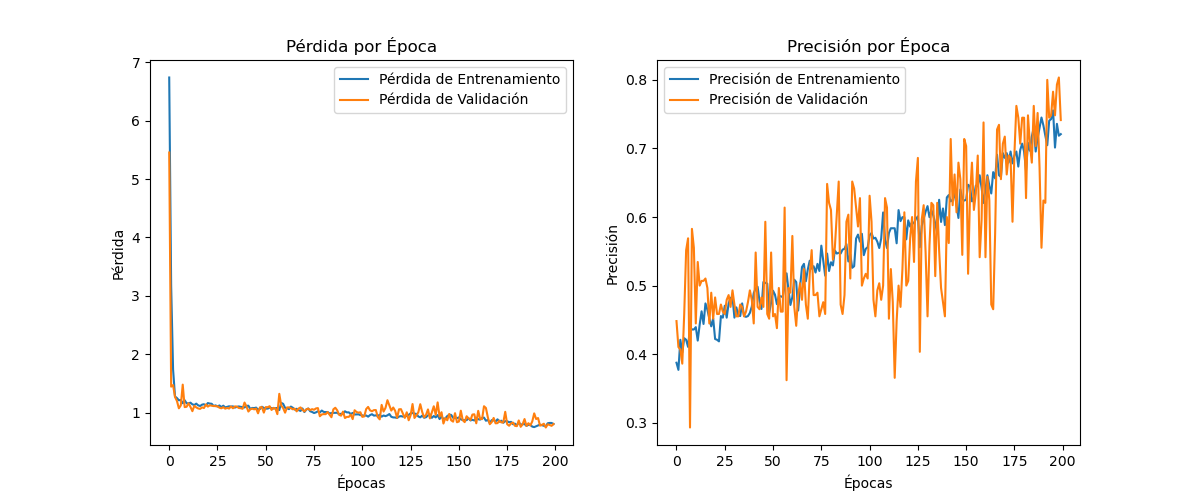 Pérdida por Época
Pérdida de Entrenamiento
Pérdida de Validación
7
6
5
4
3
2
1
Pérdida
0 25 50 75 100 125 150 175 200
Épocas
Precisión por Época
Precisión de Entrenamiento
Precisión de Validación
0.8
0.7
0.6
0.5
0.4
0.3
Precisión
0 25 50 75 100 125 150 175 200
Épocas